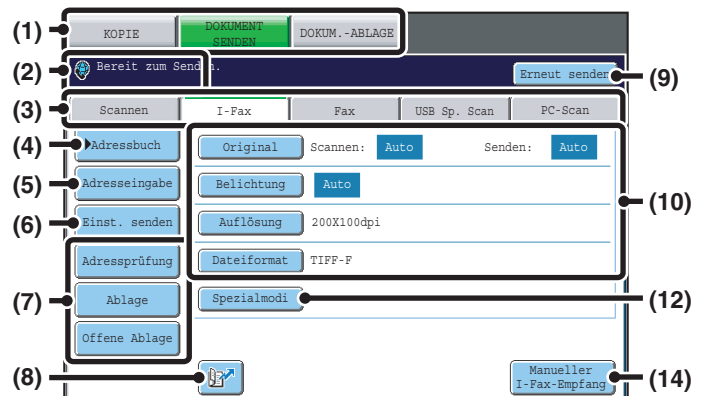 (1) KOPIE DOKUMENT SENDEN DOKUM.-ABLAGE
(2) Bereit zum Senden. Erneut senden (9)
(3) Scannen I-Fax Fax USB Sp. Scan PC-Scan
(4) Adressbuch Original Scannen: Auto Senden: Auto
(5) Adresseingabe Belichtung Auto (10)
(6) Einst. senden Auflösung 200X100dpi
Adressprüfung Dateiformat TIFF-F
(7) Ablage Spezialmodi (12)
Offene Ablage
(8) Manueller I-Fax-Empfang (14)